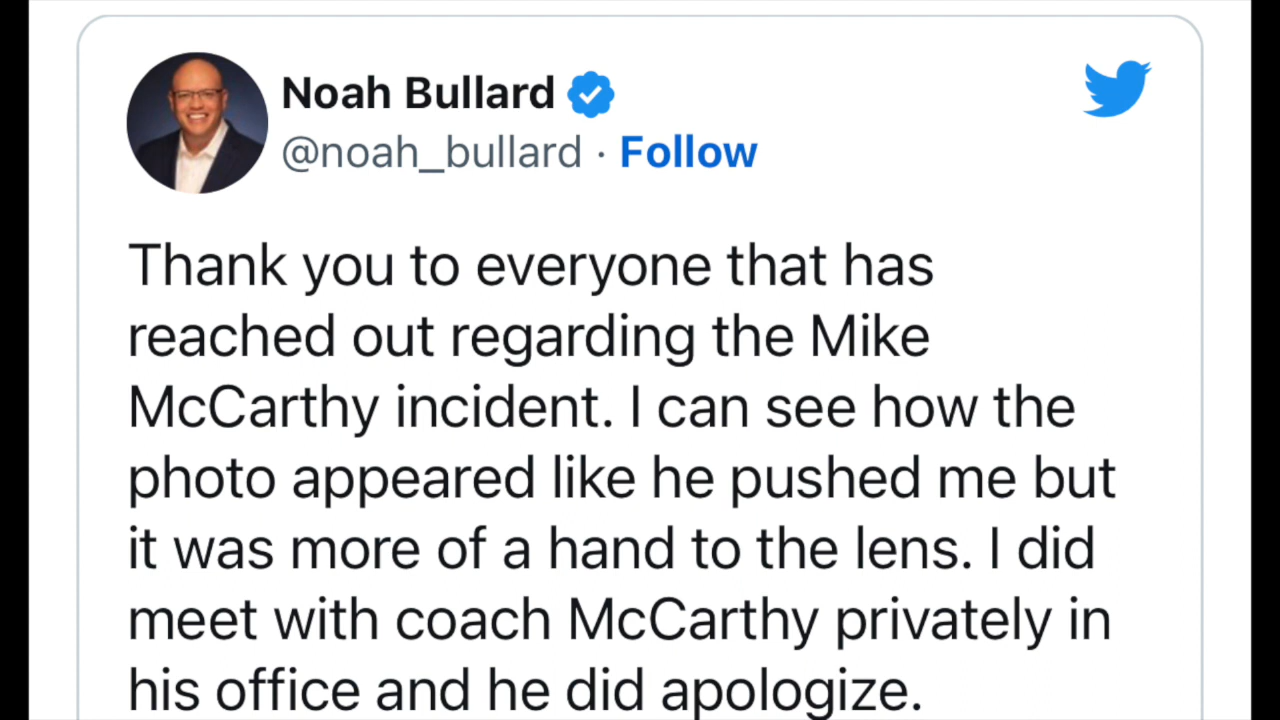 Noah Bullard
@noah_bullard · Follow
Thank you to everyone that has
reached out regarding the Mike
McCarthy incident. I can see how the
photo appeared like he pushed me but
it was more of a hand to the lens. I did
meet with coach McCarthy privately in
his office and he did apologize.